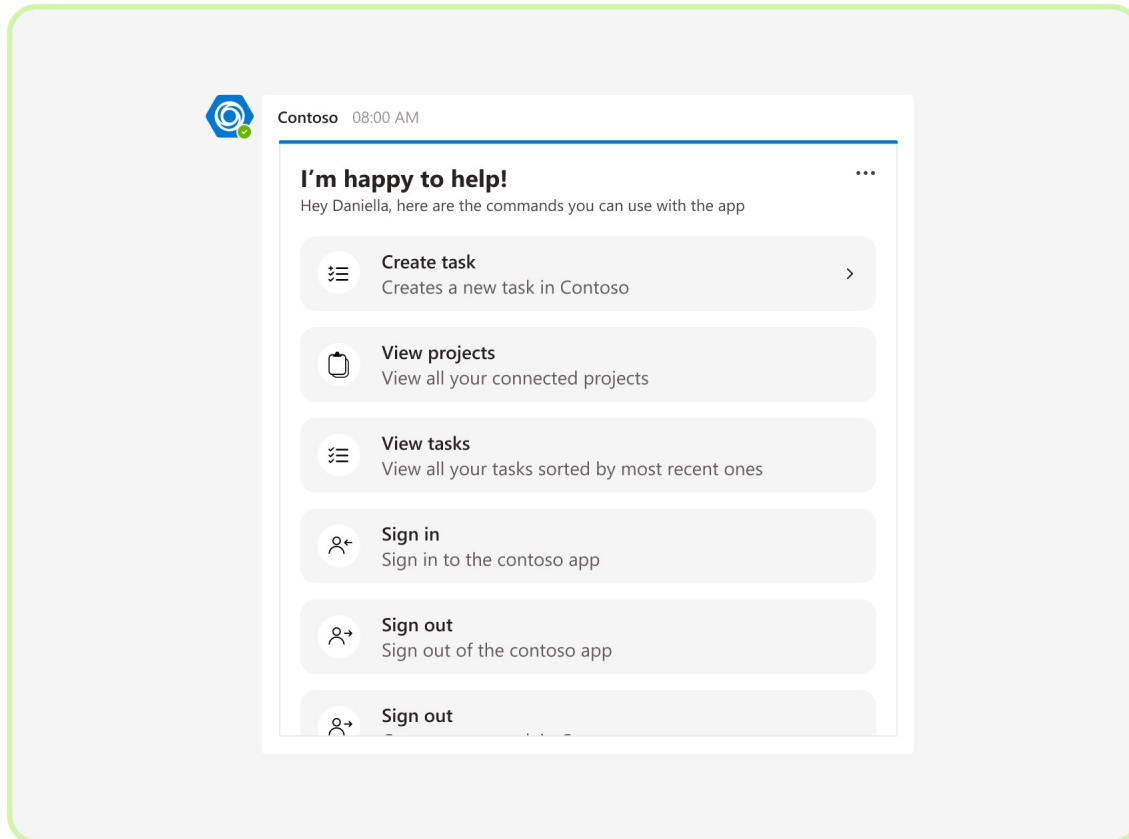 Contoso 08:00 AM
I'm happy to help!
Hey Daniella, here are the commands you can use with the app
Create task
Creates a new task in Contoso
View projects
View all your connected projects
View tasks
View all your tasks sorted by most recent ones
Sign in
Sign in to the contoso app
Sign out
Sign out of the contoso app
Sign out